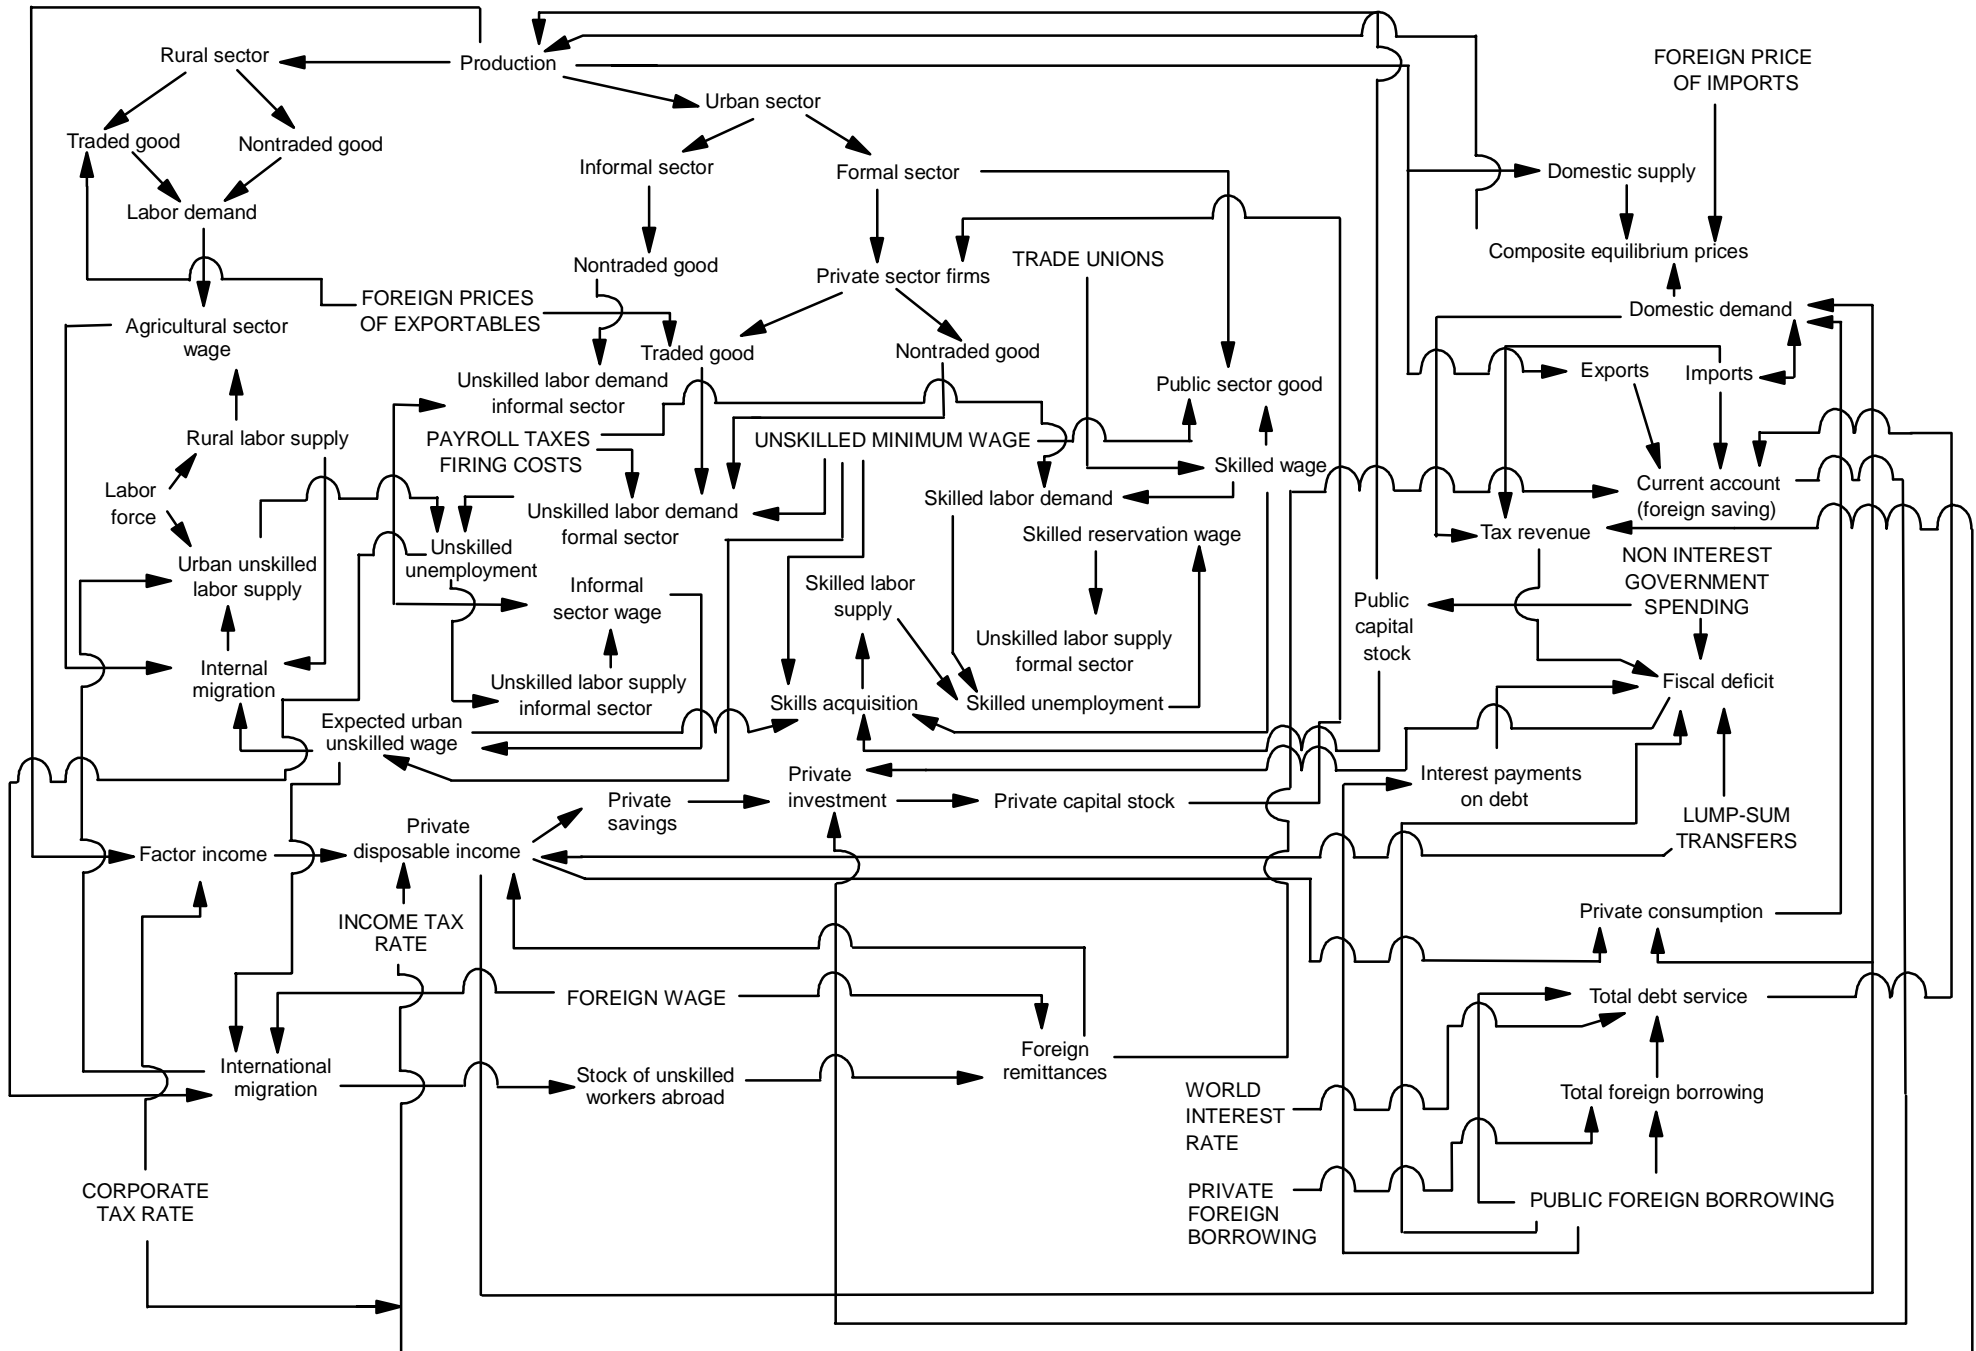 Rural sector
Production
FOREIGN PRICE
OF IMPORTS
Urban sector
Traded good
Nontraded good
Informal sector
Formal sector
Domestic supply
Labor demand
Composite equilibrium prices
Nontraded good
Private sector firms
TRADE UNIONS
FOREIGN PRICES
OF EXPORTABLES
Domestic demand
Agricultural sector
wage
Traded good
Nontraded good
Exports
Imports
Unskilled labor demand
informal sector
Public sector good
Rural labor supply
PAYROLL TAXES
FIRING COSTS
UNSKILLED MINIMUM WAGE
Skilled wage
Labor
force
Skilled labor demand
Current account
(foreign saving)
Unskilled labor demand
formal sector
Skilled reservation wage
Tax revenue
Unskilled
unemployment
Urban unskilled
labor supply
Informal
sector wage
Skilled labor
supply
NON INTEREST
GOVERNMENT
SPENDING
Public
capital
stock
Unskilled labor supply
formal sector
Internal
migration
Unskilled labor supply
informal sector
Skills acquisition
Skilled unemployment
Fiscal deficit
Expected urban
unskilled wage
Private
investment
Interest payments
on debt
Private
savings
Private capital stock
LUMP-SUM
TRANSFERS
Factor income
Private
disposable income
INCOME TAX
RATE
Private consumption
FOREIGN WAGE
Total debt service
International
migration
Stock of unskilled
workers abroad
Foreign
remittances
WORLD
INTEREST
RATE
Total foreign borrowing
CORPORATE
TAX RATE
PRIVATE
FOREIGN
BORROWING
PUBLIC FOREIGN BORROWING